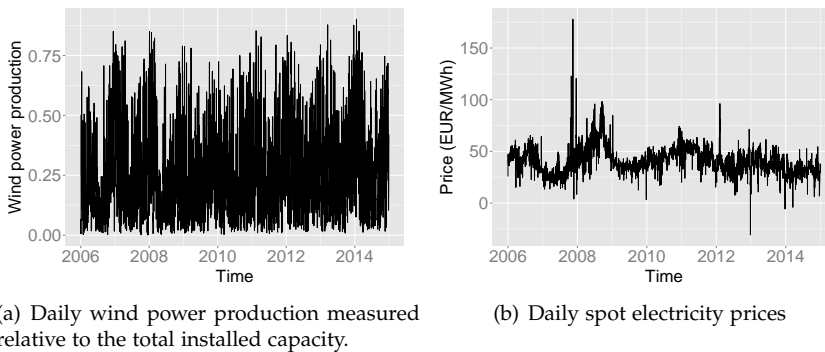 Wind power production
0.75
0.50
0.25
0.00
2006 2008 2010 2012 2014
Time
Price (EUR/MWh)
150
100
50
0
2006 2008 2010 2012 2014
Time
(a) Daily wind power production measured
relative to the total installed capacity.
(b) Daily spot electricity prices